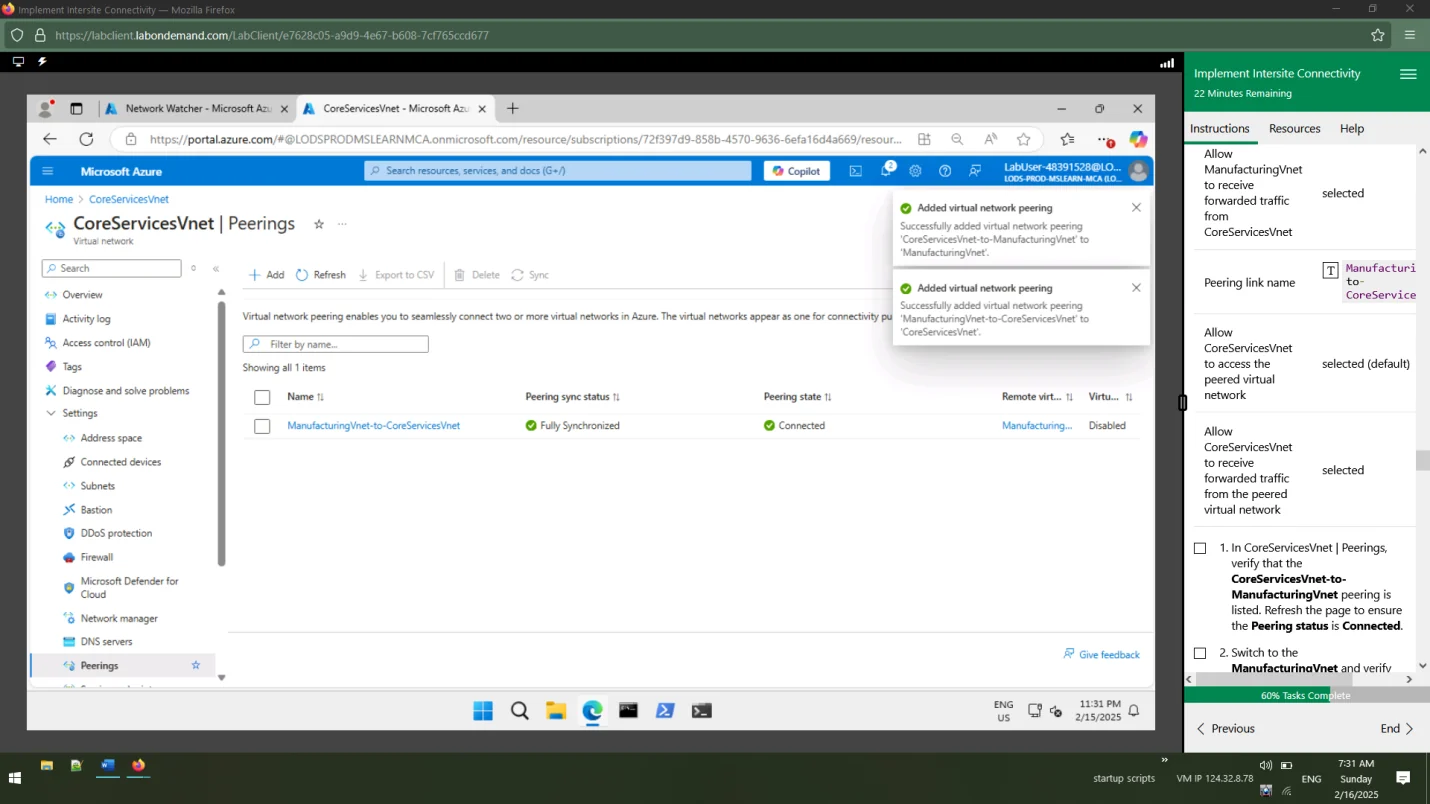 Implement Intersite Connectivity — Mozilla Firefox
https://labclient.labondemand.com/LabClient/e7628c05-a9d9-4e67-b608-7cf765ccd677
Network Watcher - Microsoft Azu
CoreServicesVnet - Microsoft Azu
https://portal.azure.com/#@LODSPRODMSLEARNMCA.onmicrosoft.com/resource/subscriptions/72f397d9-858b-4570-9636-6efa16d4a669/resour...
Microsoft Azure
Search resources, services, and docs (G+/)
Copilot
2
LabUser-48391528@LO...
LODS-PROD-MSLEARN-MCA (LO...
Home > CoreServicesVnet
CoreServicesVnet | Peerings
Virtual network
Search
Overview
Activity log
Access control (IAM)
Tags
Diagnose and solve problems
Settings
Address space
Connected devices
Subnets
Bastion
DDoS protection
Firewall
Microsoft Defender for
Cloud
Network manager
DNS servers
Peerings
Add
Refresh
Export to CSV
Delete
Sync
Virtual network peering enables you to seamlessly connect two or more virtual networks in Azure. The virtual networks appear as one for connectivity pu
Filter by name...
Showing all 1 items
Name
Peering sync status
Peering state
Remote virt...
Virtu...
ManufacturingVnet-to-CoreServicesVnet
Fully Synchronized
Connected
Manufacturing...
Disabled
Added virtual network peering
Successfully added virtual network peering
'CoreServicesVnet-to-ManufacturingVnet' to
'ManufacturingVnet'.
Added virtual network peering
Successfully added virtual network peering
'ManufacturingVnet-to-CoreServicesVnet' to
'CoreServicesVnet'.
Give feedback
ENG
US
11:31 PM
2/15/2025
Implement Intersite Connectivity
22 Minutes Remaining
Instructions
Resources
Help
Allow
ManufacturingVnet
to receive
forwarded traffic
from
CoreServicesVnet
selected
Peering link name
T
Manufacturi
to-
CoreService
Allow
CoreServicesVnet
to access the
peered virtual
network
selected (default)
Allow
CoreServicesVnet
to receive
forwarded traffic
from the peered
virtual network
selected
1. In CoreServicesVnet | Peerings,
verify that the
CoreServicesVnet-to-
ManufacturingVnet peering is
listed. Refresh the page to ensure
the Peering status is Connected.
2. Switch to the
ManufacturingVnet and verify
60% Tasks Complete
Previous
End
startup scripts
VM IP 124.32.8.78
ENG
7:31 AM
Sunday
2/16/2025